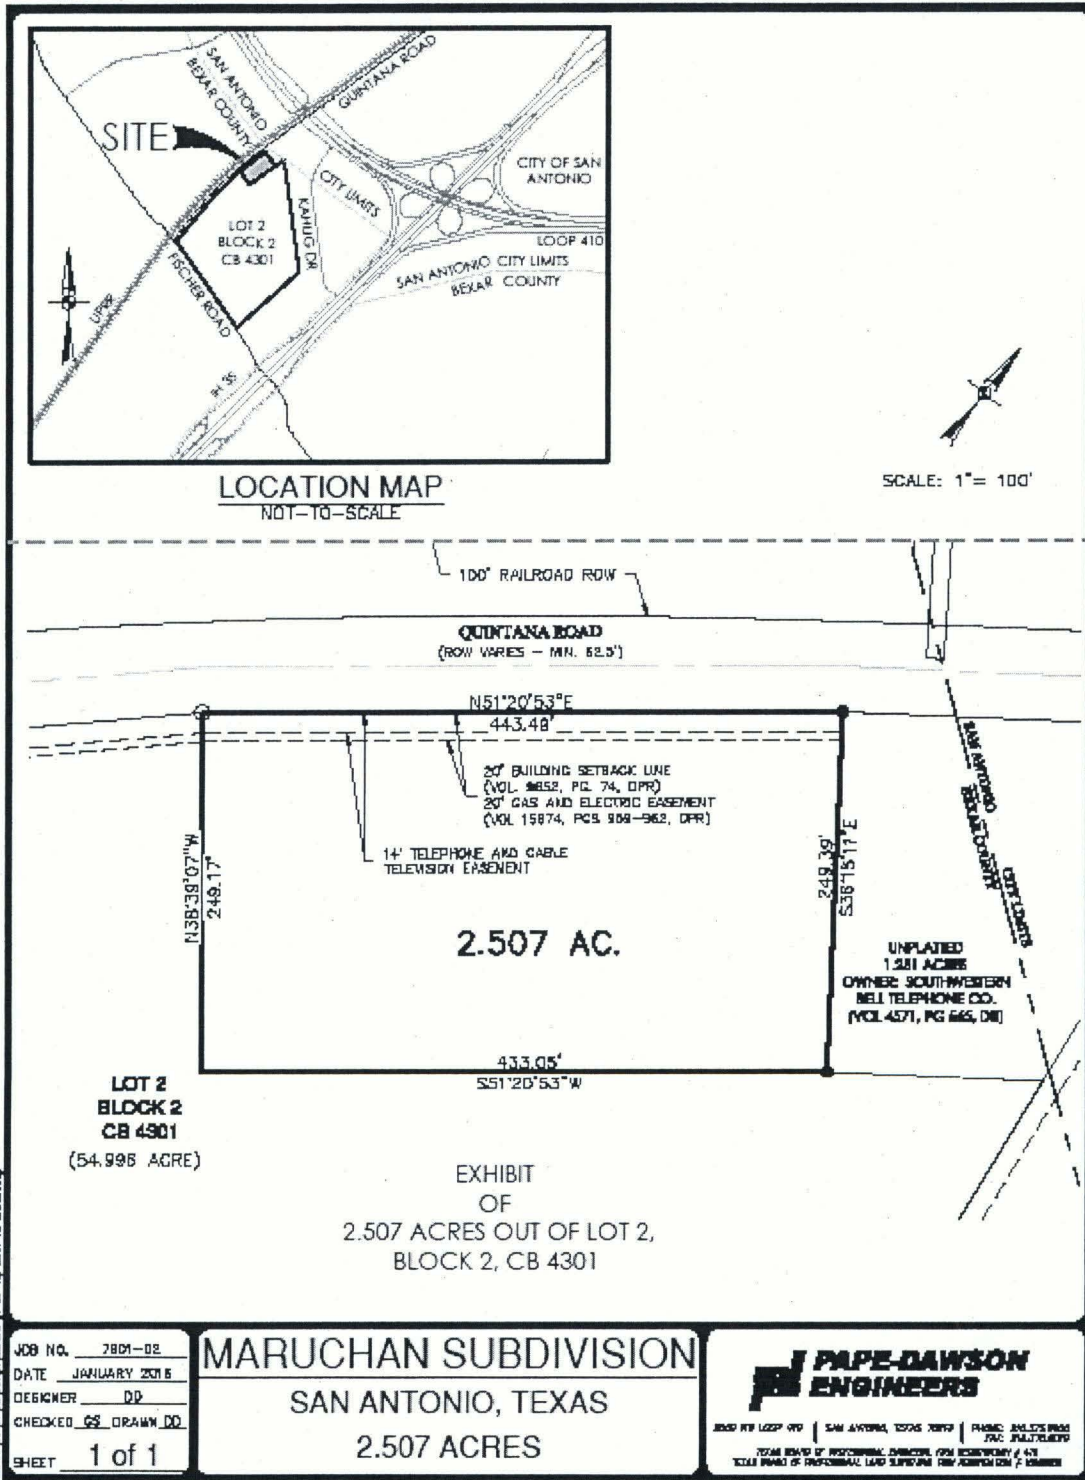 SAN ANTONIO
BEXAR COUNTY
QUINTANA ROAD
SITE
CITY OF SAN
ANTONIO
CITY LIMITS
KAHLIG DR
LOT 2
BLOCK 2
CB 4301
LOOP 410
SAN ANTONIO CITY LIMITS
BEXAR COUNTY
FISCHER ROAD
UPRR
IH 35
LOCATION MAP
NOT-TO-SCALE
SCALE: 1"= 100'
100' RAILROAD ROW
QUINTANA ROAD
(ROW VARIES – MIN. 62.5')
N51°20'53"E
443.48'
20' BUILDING SETBACK LINE
(VOL. 9652, PG. 74, DPR)
20' GAS AND ELECTRIC EASEMENT
(VOL 15874, PGS 959-962, OPR)
14' TELEPHONE AND CABLE
TELEVISION EASEMENT
N38°39'07"W
249.17'
249.39'
S36°15'11"E
SAN ANTONIO
BEXAR COUNTY
CITY LIMITS
2.507 AC.
UNPLATTED
ACRES
OWNER: SOUTHWESTERN
BELL TELEPHONE CO.
(VOL 4571, PG 665, DR)
433.05'
S51°20'53"W
LOT 2
BLOCK 2
CB 4301
(54.996 ACRE)
EXHIBIT
OF
2.507 ACRES OUT OF LOT 2,
BLOCK 2, CB 4301
JOB NO. 7801-02
DATE JANUARY 2016
DESIGNER DD
CHECKED GS DRAWN DD
SHEET 1 of 1
MARUCHAN SUBDIVISION
SAN ANTONIO, TEXAS
2.507 ACRES
PAPE-DAWSON
ENGINEERS
SAN ANTONIO, TEXAS